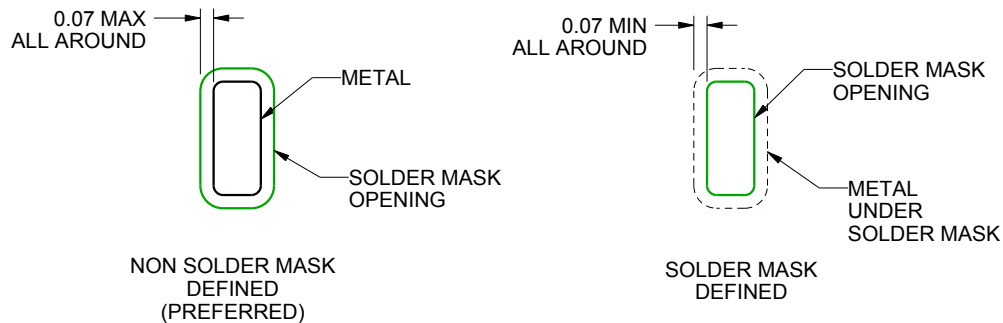 0.07 MAX
ALL AROUND
METAL
SOLDER MASK
OPENING
NON SOLDER MASK
DEFINED
(PREFERRED)
0.07 MIN
ALL AROUND
SOLDER MASK
OPENING
METAL
UNDER
SOLDER MASK
SOLDER MASK
DEFINED